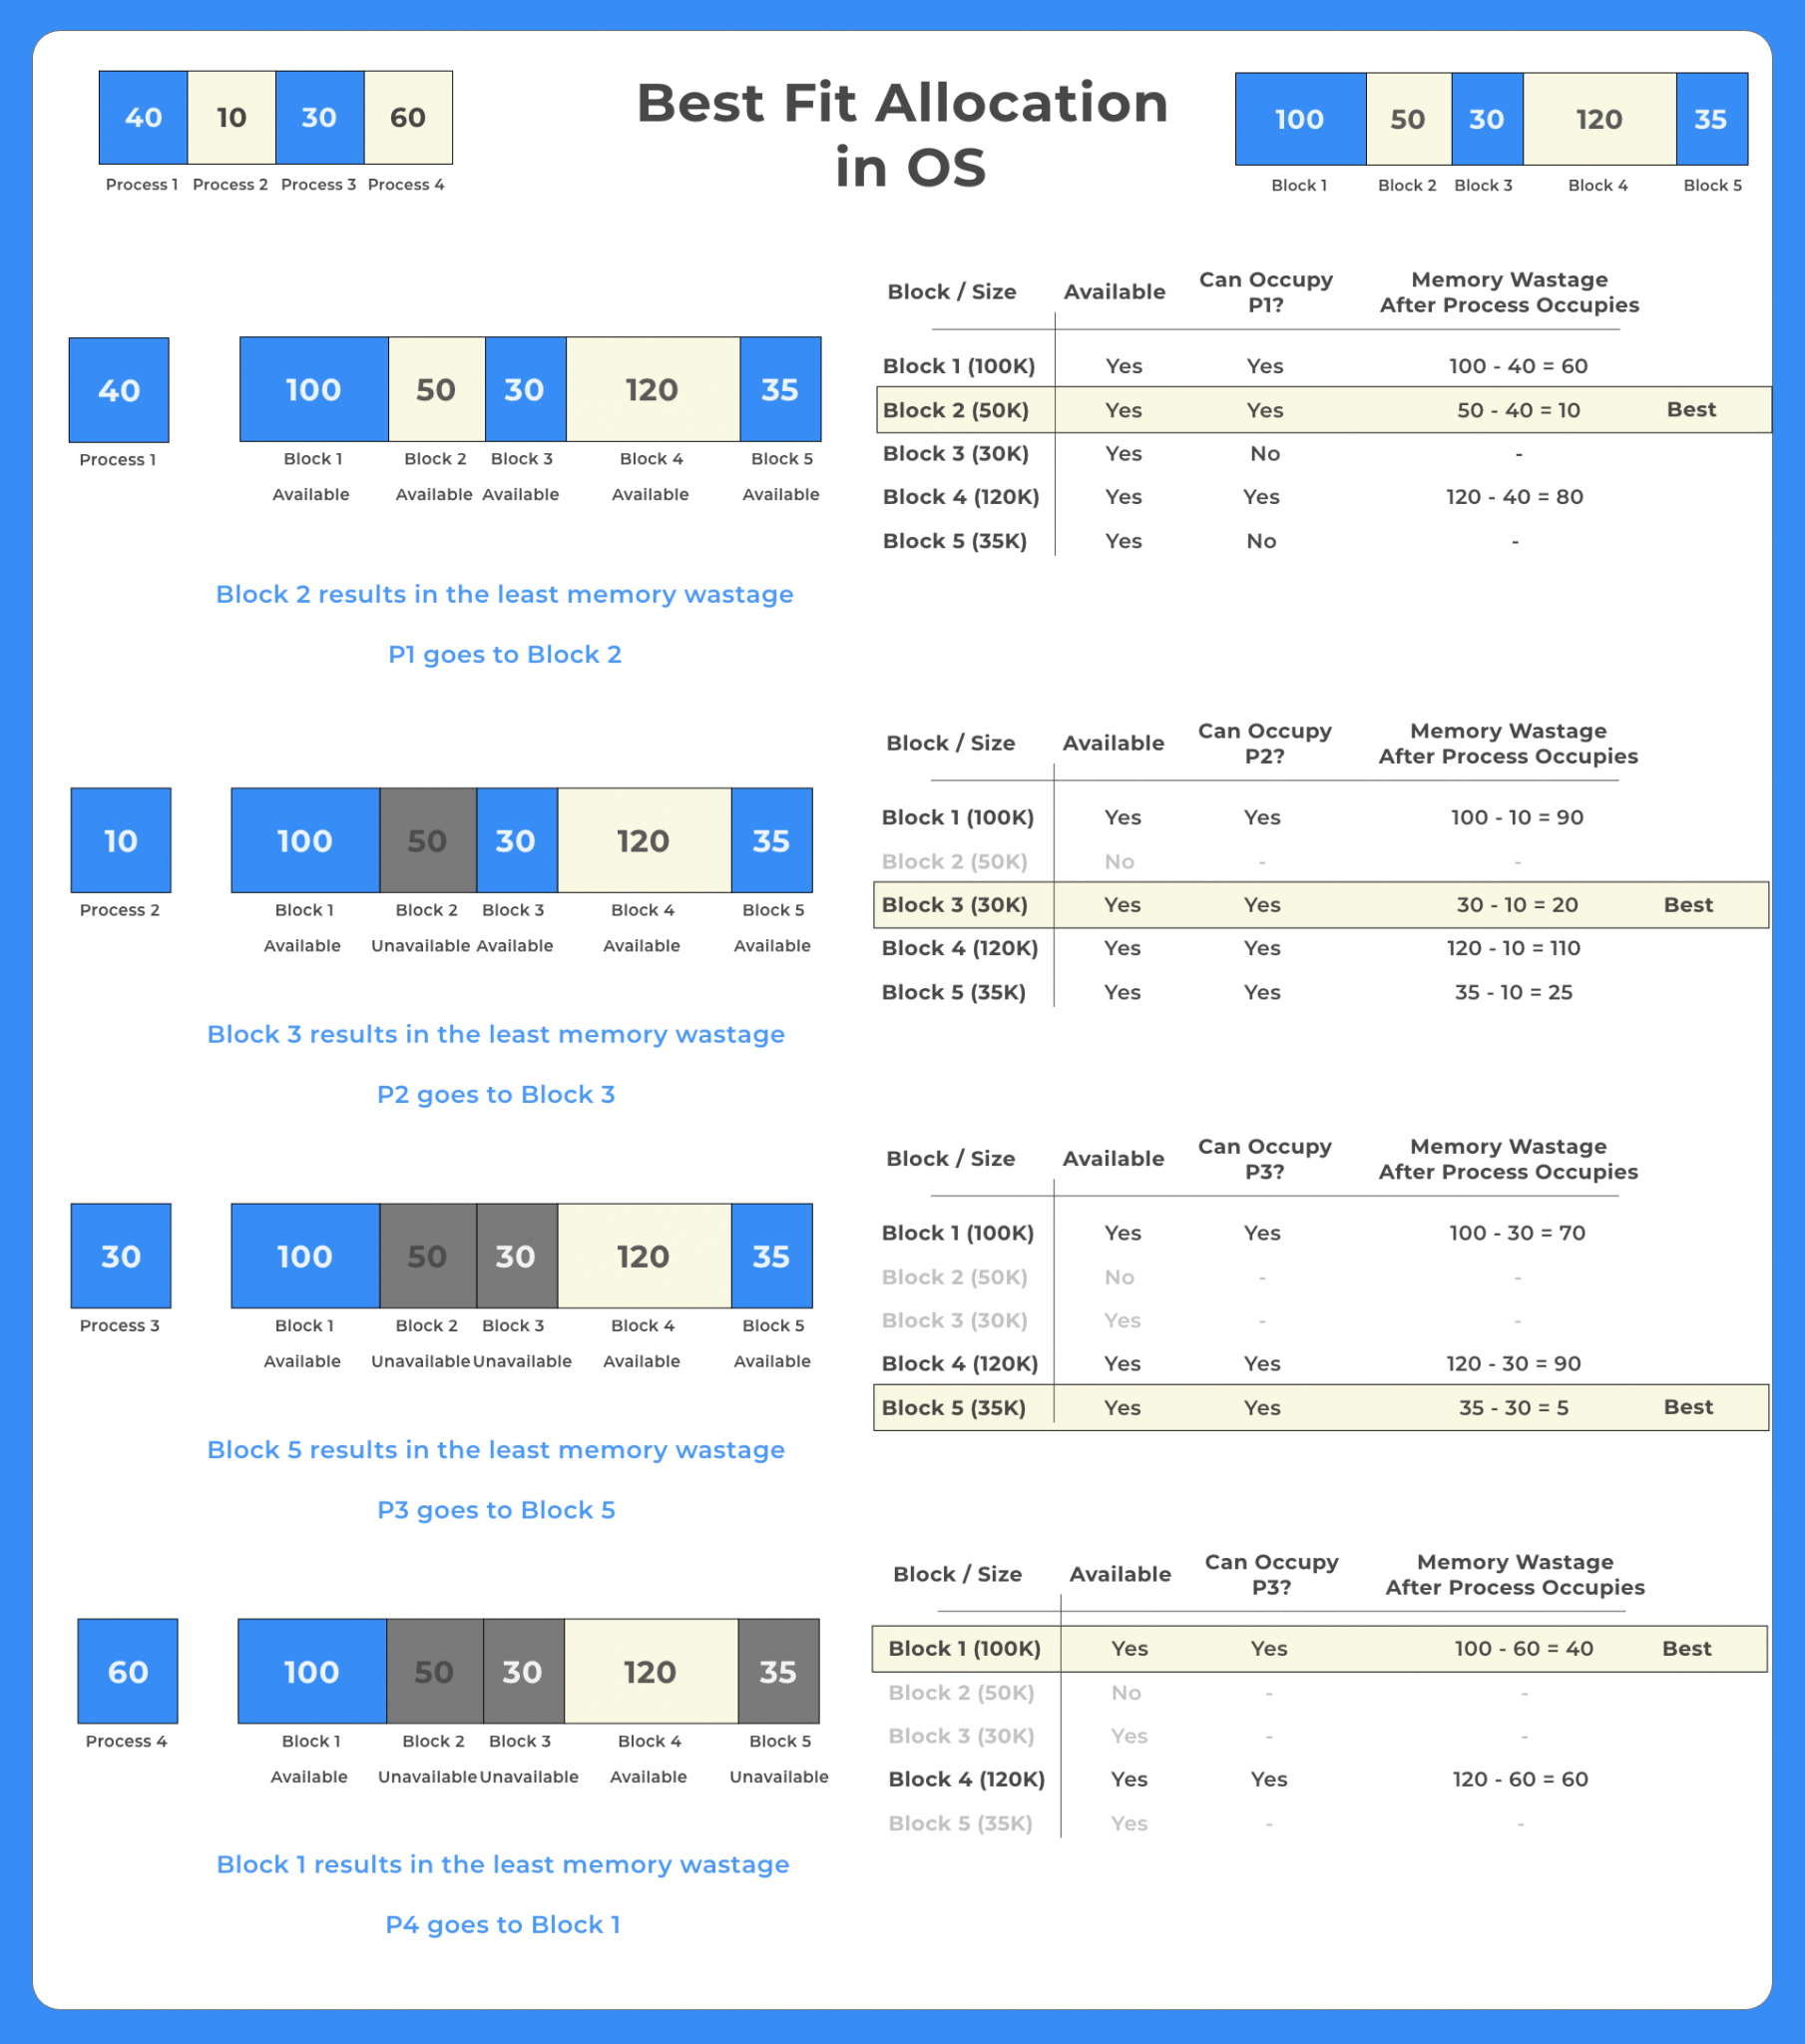 40 10 30 60
Process 1 Process 2 Process 3 Process 4
Best Fit Allocation
in OS
100 50 30 120 35
Block 1 Block 2 Block 3 Block 4 Block 5
40
Process 1
100 50 30 120 35
Block 1 Block 2 Block 3 Block 4 Block 5
Available Available Available Available Available
Block 2 results in the least memory wastage
P1 goes to Block 2
Block / Size Available Can Occupy P1? Memory Wastage After Process Occupies
Block 1 (100K) Yes Yes 100 - 40 = 60
Block 2 (50K) Yes Yes 50 - 40 = 10 Best
Block 3 (30K) Yes No -
Block 4 (120K) Yes Yes 120 - 40 = 80
Block 5 (35K) Yes No -
10
Process 2
100 50 30 120 35
Block 1 Block 2 Block 3 Block 4 Block 5
Available Unavailable Available Available Available
Block 3 results in the least memory wastage
P2 goes to Block 3
Block / Size Available Can Occupy P2? Memory Wastage After Process Occupies
Block 1 (100K) Yes Yes 100 - 10 = 90
Block 2 (50K) No - -
Block 3 (30K) Yes Yes 30 - 10 = 20 Best
Block 4 (120K) Yes Yes 120 - 10 = 110
Block 5 (35K) Yes Yes 35 - 10 = 25
30
Process 3
100 50 30 120 35
Block 1 Block 2 Block 3 Block 4 Block 5
Available Unavailable Unavailable Available Available
Block 5 results in the least memory wastage
P3 goes to Block 5
Block / Size Available Can Occupy P3? Memory Wastage After Process Occupies
Block 1 (100K) Yes Yes 100 - 30 = 70
Block 2 (50K) No - -
Block 3 (30K) Yes - -
Block 4 (120K) Yes Yes 120 - 30 = 90
Block 5 (35K) Yes Yes 35 - 30 = 5 Best
60
Process 4
100 50 30 120 35
Block 1 Block 2 Block 3 Block 4 Block 5
Available Unavailable Unavailable Available Unavailable
Block 1 results in the least memory wastage
P4 goes to Block 1
Block / Size Available Can Occupy P3? Memory Wastage After Process Occupies
Block 1 (100K) Yes Yes 100 - 60 = 40 Best
Block 2 (50K) No - -
Block 3 (30K) Yes - -
Block 4 (120K) Yes Yes 120 - 60 = 60
Block 5 (35K) Yes - -